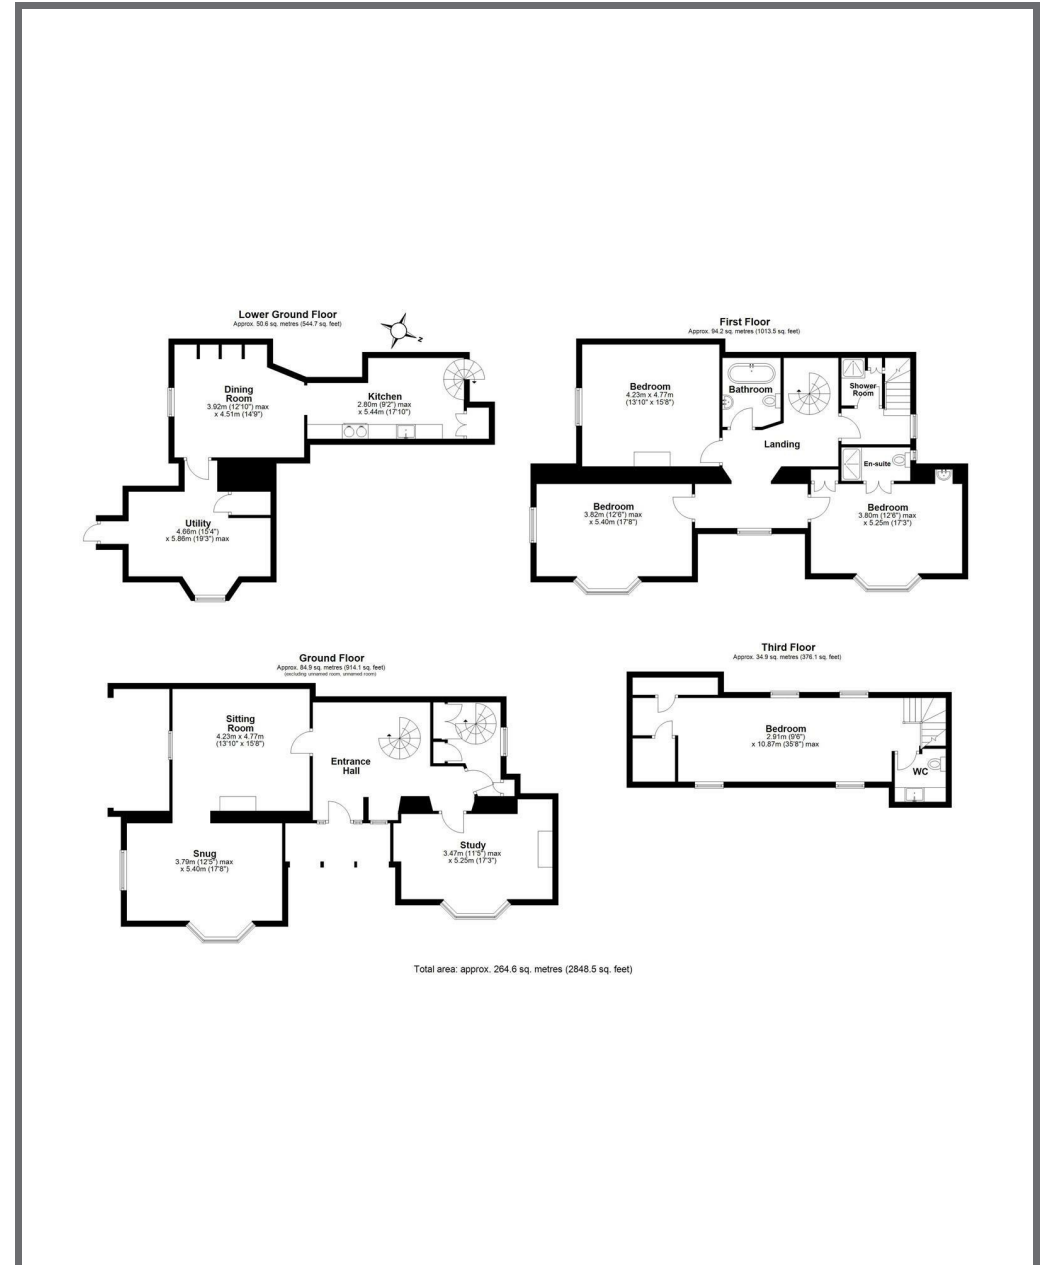 Lower Ground Floor
Approx. 50.6 sq. metres (544.7 sq. feet)
N
Dining
Room
3.92m (12'10") max
x 4.51m (14'9")
Kitchen
2.80m (9'2") max
x 5.44m (17'10")
Utility
4.66m (15'4")
x 5.86m (19'3") max
First Floor
Approx. 94.2 sq. metres (1013.5 sq. feet)
Bedroom
4.23m x 4.77m
(13'10" x 15'8")
Bathroom
Shower
Room
Landing
En-suite
Bedroom
3.82m (12'6") max
x 5.40m (17'8")
Bedroom
3.80m (12'6") max
x 5.25m (17'3")
Ground Floor
Approx. 84.9 sq. metres (914.1 sq. feet)
(excluding unnamed room, unnamed room)
Sitting
Room
4.23m x 4.77m
(13'10" x 15'8")
Entrance
Hall
Snug
3.79m (12'5") max
x 5.40m (17'8")
Study
3.47m (11'5") max
x 5.25m (17'3")
Third Floor
Approx. 34.9 sq. metres (376.1 sq. feet)
Bedroom
2.91m (9'6")
x 10.87m (35'8") max
WC
Total area: approx. 264.6 sq. metres (2848.5 sq. feet)